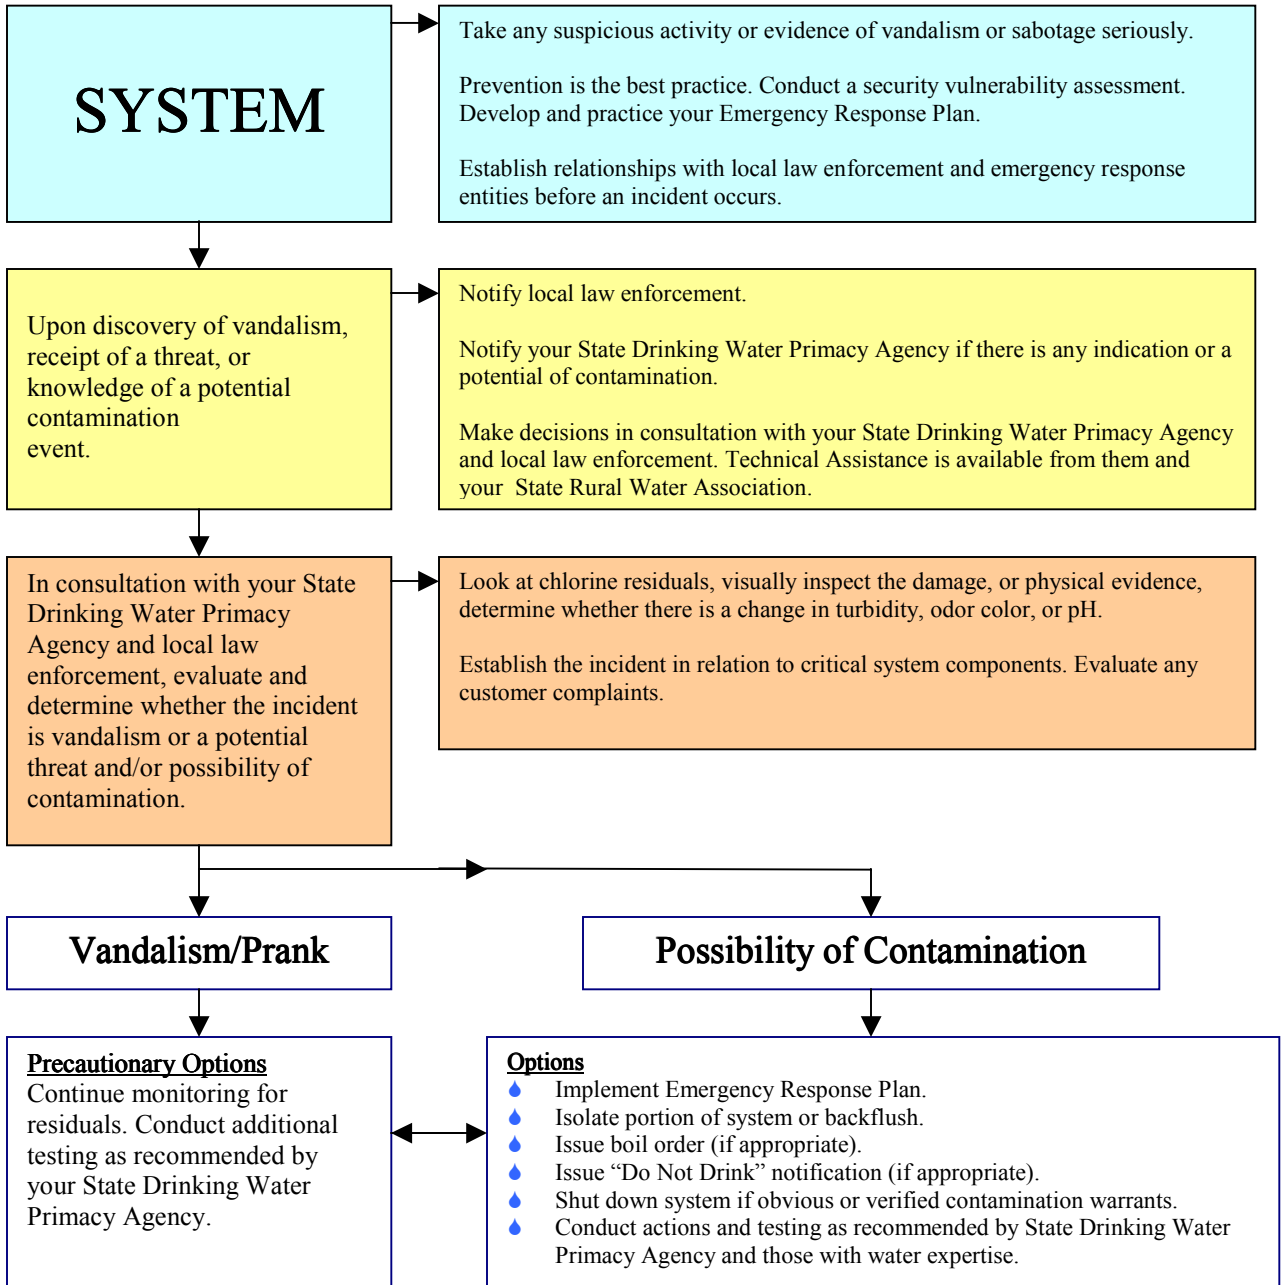 SYSTEM
Take any suspicious activity or evidence of vandalism or sabotage seriously.
Prevention is the best practice. Conduct a security vulnerability assessment.
Develop and practice your Emergency Response Plan.
Establish relationships with local law enforcement and emergency response
entities before an incident occurs.
Upon discovery of vandalism,
receipt of a threat, or
knowledge of a potential
contamination
event.
Notify local law enforcement.
Notify your State Drinking Water Primacy Agency if there is any indication or a
potential of contamination.
Make decisions in consultation with your State Drinking Water Primacy Agency
and local law enforcement. Technical Assistance is available from them and
your State Rural Water Association.
In consultation with your State
Drinking Water Primacy
Agency and local law
enforcement, evaluate and
determine whether the incident
is vandalism or a potential
threat and/or possibility of
contamination.
Look at chlorine residuals, visually inspect the damage, or physical evidence,
determine whether there is a change in turbidity, odor color, or pH.
Establish the incident in relation to critical system components. Evaluate any
customer complaints.
Vandalism/Prank
Possibility of Contamination
Precautionary Options
Continue monitoring for
residuals. Conduct additional
testing as recommended by
your State Drinking Water
Primacy Agency.
Options
Implement Emergency Response Plan.
Isolate portion of system or backflush.
Issue boil order (if appropriate).
Issue “Do Not Drink” notification (if appropriate).
Shut down system if obvious or verified contamination warrants.
Conduct actions and testing as recommended by State Drinking Water
Primacy Agency and those with water expertise.